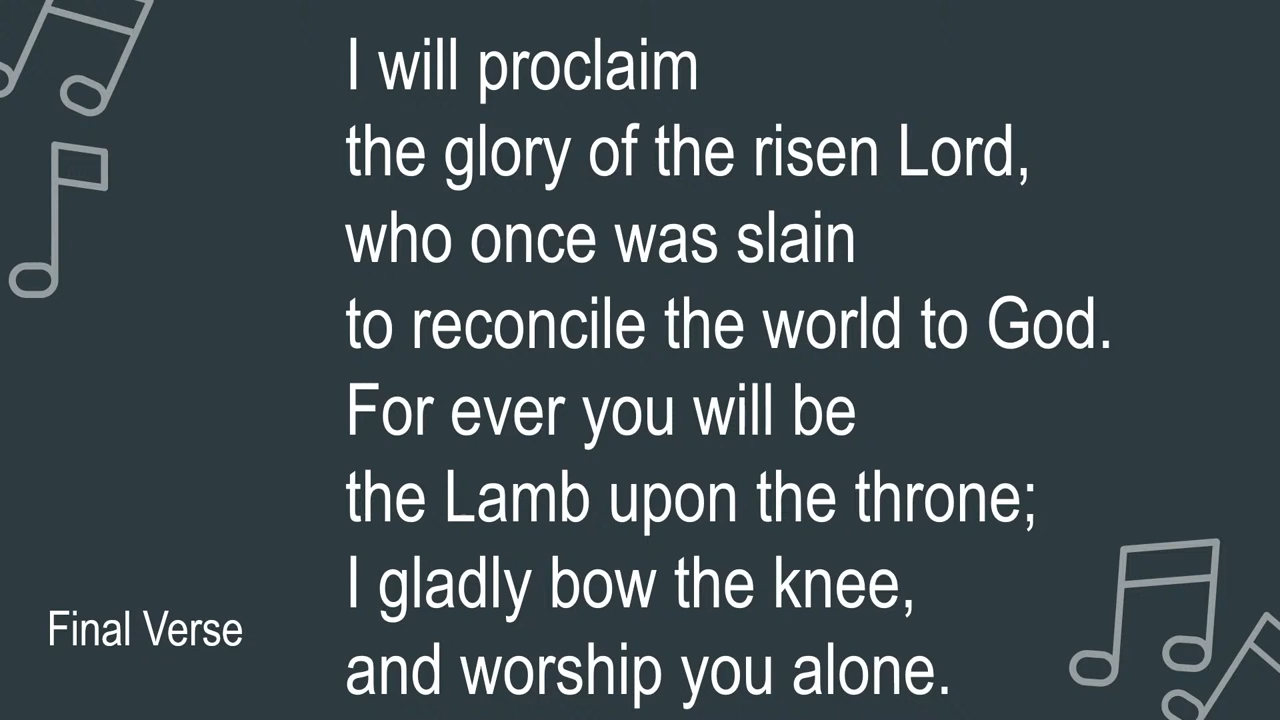 I will proclaim
the glory of the risen Lord,
who once was slain
to reconcile the world to God.
For ever you will be
the Lamb upon the throne;
I gladly bow the knee,
and worship you alone.
Final Verse